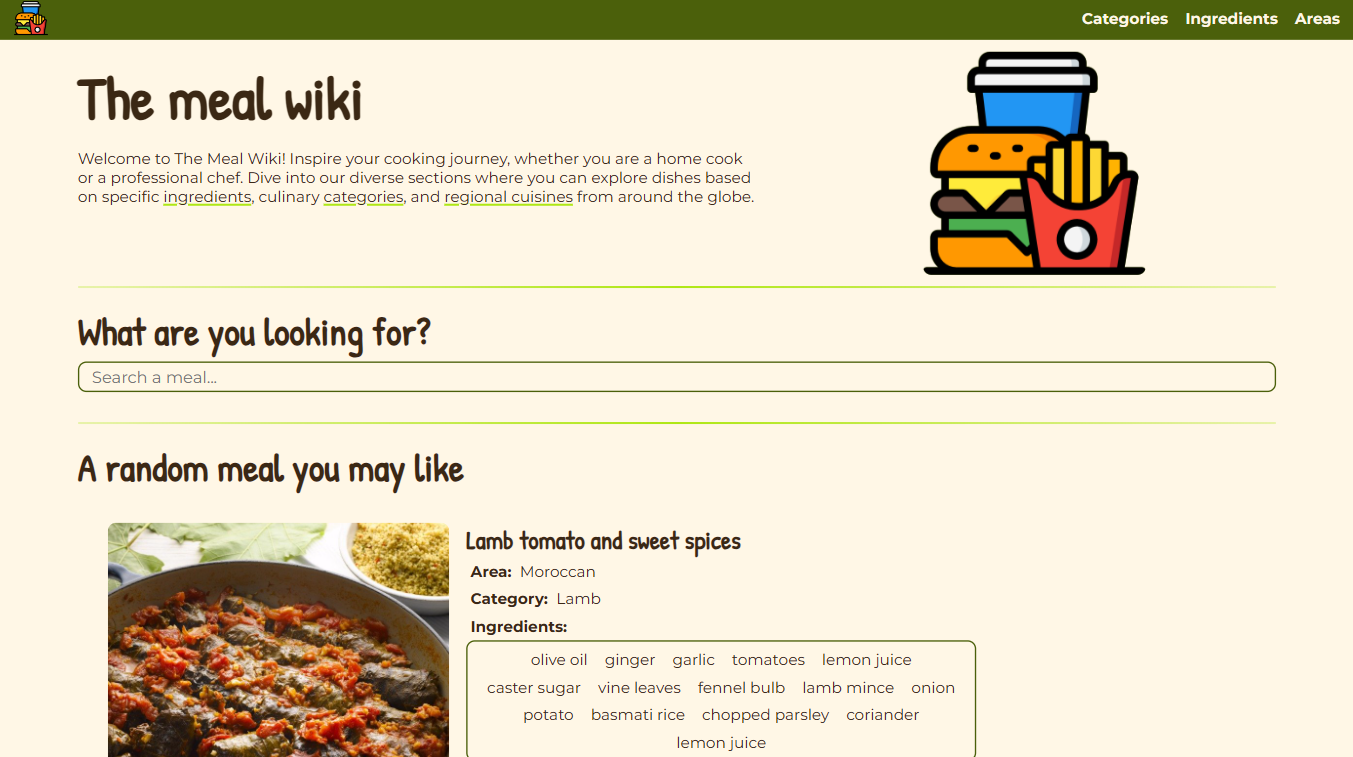 Categories Ingredients Areas
The meal wiki
Welcome to The Meal Wiki! Inspire your cooking journey, whether you are a home cook
or a professional chef. Dive into our diverse sections where you can explore dishes based
on specific ingredients, culinary categories, and regional cuisines from around the globe.
What are you looking for?
Search a meal...
A random meal you may like
Lamb tomato and sweet spices
Area: Moroccan
Category: Lamb
Ingredients:
olive oil ginger garlic tomatoes lemon juice
caster sugar vine leaves fennel bulb lamb mince onion
potato basmati rice chopped parsley coriander
lemon juice